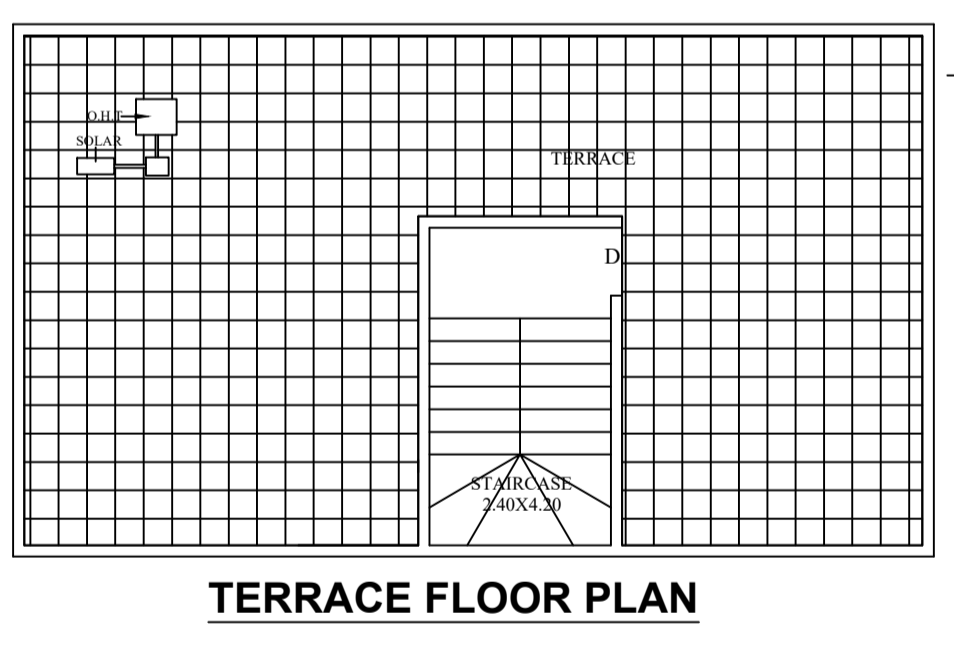 O.H.T
SOLAR
TERRACE
D
STAIRCASE
2.40X4.20
TERRACE FLOOR PLAN